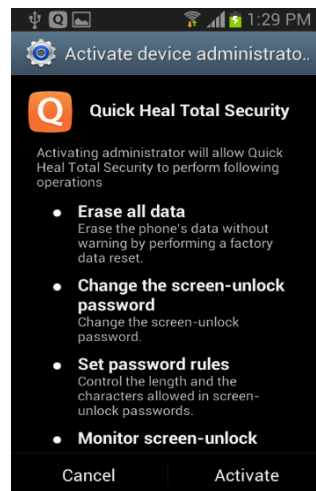 1:29 PM
Activate device administrato..
Q
Quick Heal Total Security
Activating administrator will allow Quick
Heal Total Security to perform following
operations
● Erase all data
Erase the phone's data without
warning by performing a factory
data reset.
● Change the screen-unlock
password
Change the screen-unlock
password.
● Set password rules
Control the length and the
characters allowed in screen-
unlock passwords.
● Monitor screen-unlock
Cancel Activate